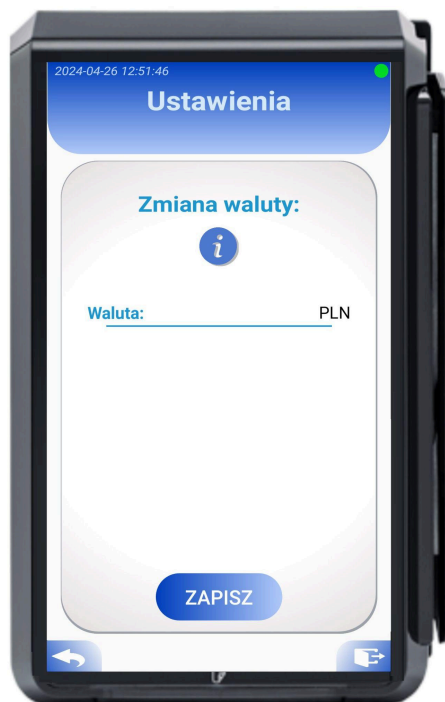 2024-04-26 12:51:46
Ustawienia
Zmiana waluty:
i
Waluta: PLN
ZAPISZ